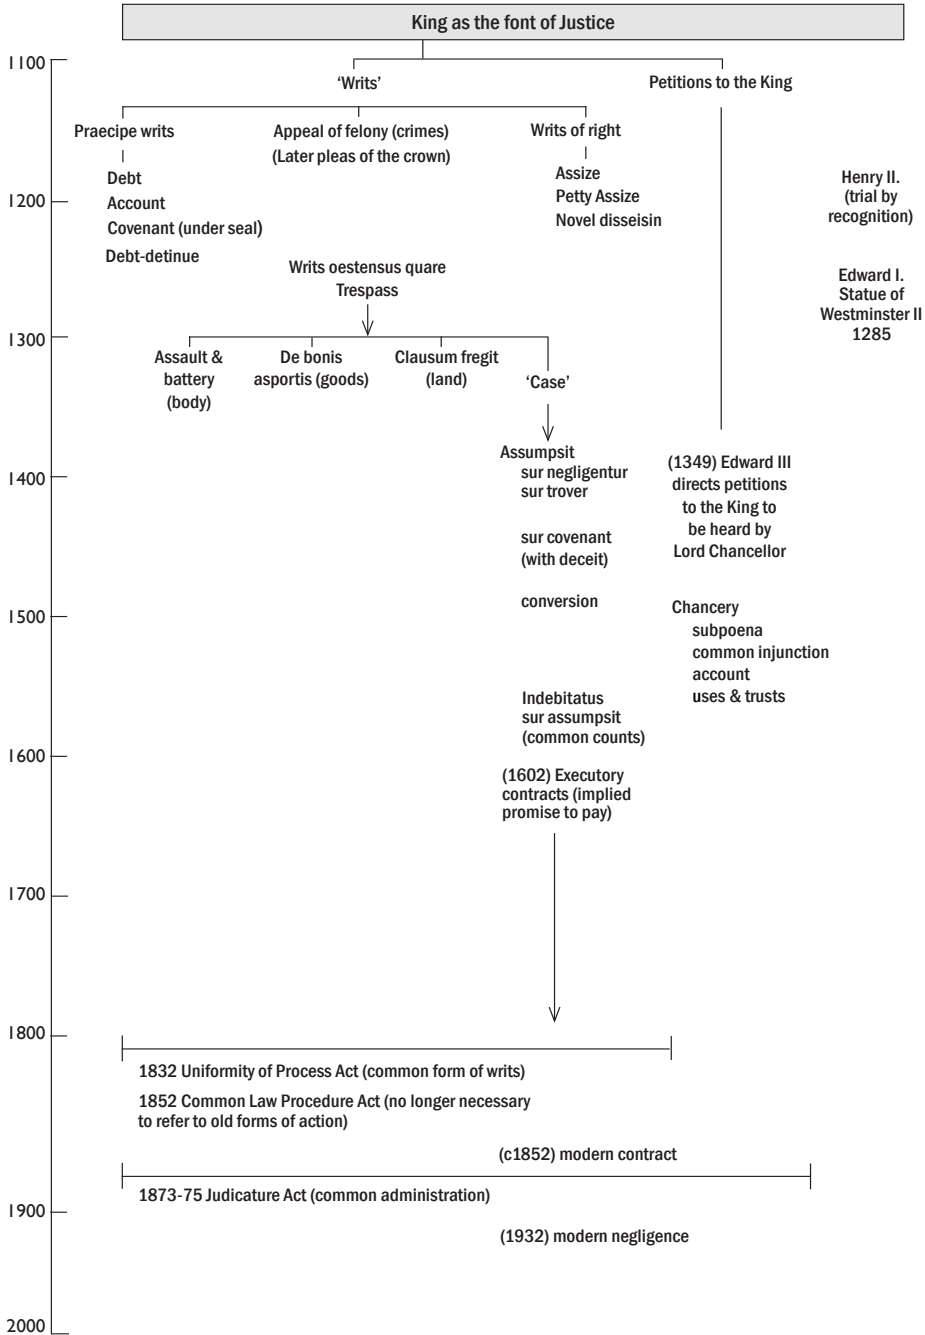 King as the font of Justice
1100
‘Writs’
Petitions to the King
Praecipe writs
Appeal of felony (crimes)
(Later pleas of the crown)
Writs of right
Debt
Account
Covenant (under seal)
Debt-detinue
Assize
Petty Assize
Novel disseisin
Henry II.
(trial by
recognition)
1200
Writs oestensus quare
Trespass
Edward I.
Statue of
Westminster II
1285
1300
Assault &
battery
(body)
De bonis
asportis (goods)
Clausum fregit
(land)
‘Case’
Assumpsit
sur negligentur
sur trover
sur covenant
(with deceit)
conversion
(1349) Edward III
directs petitions
to the King to
be heard by
Lord Chancellor
1400
1500
Chancery
subpoena
common injunction
account
uses & trusts
Indebitatus
sur assumpsit
(common counts)
1600
(1602) Executory
contracts (implied
promise to pay)
1700
1800
1832 Uniformity of Process Act (common form of writs)
1852 Common Law Procedure Act (no longer necessary
to refer to old forms of action)
(c1852) modern contract
1873-75 Judicature Act (common administration)
1900
(1932) modern negligence
2000